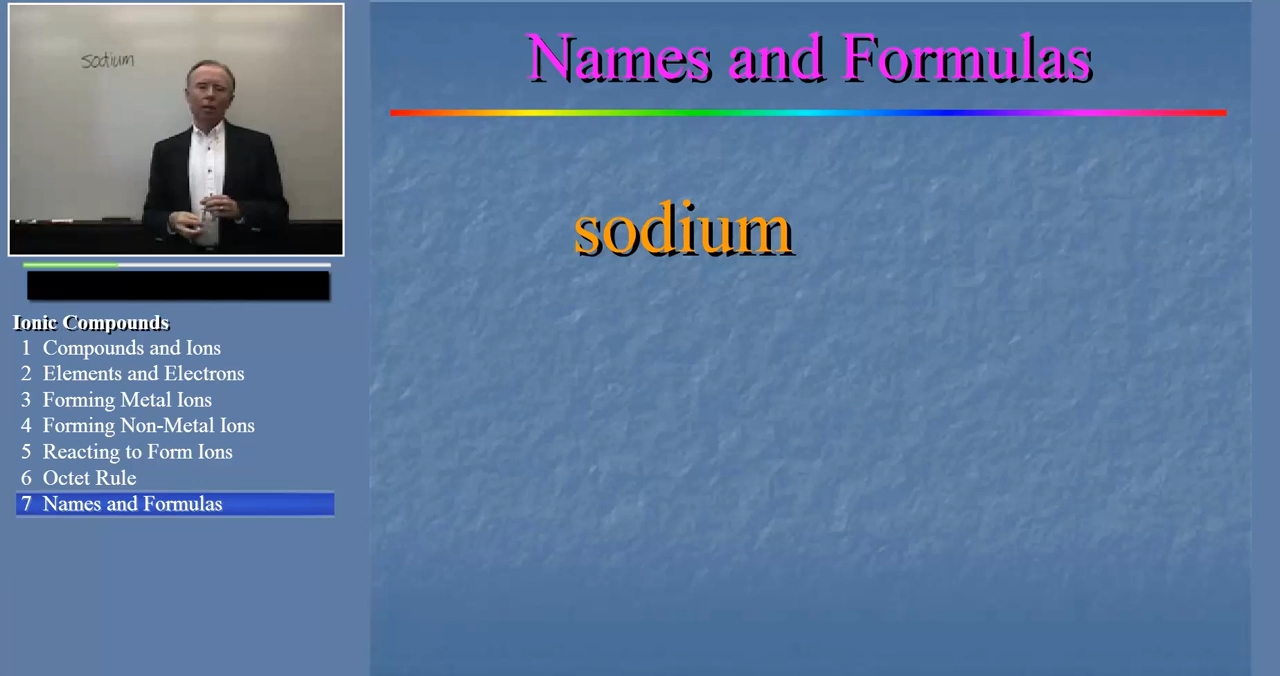 sodium
Names and Formulas
sodium
Ionic Compounds
1 Compounds and Ions
2 Elements and Electrons
3 Forming Metal Ions
4 Forming Non-Metal Ions
5 Reacting to Form Ions
6 Octet Rule
7 Names and Formulas